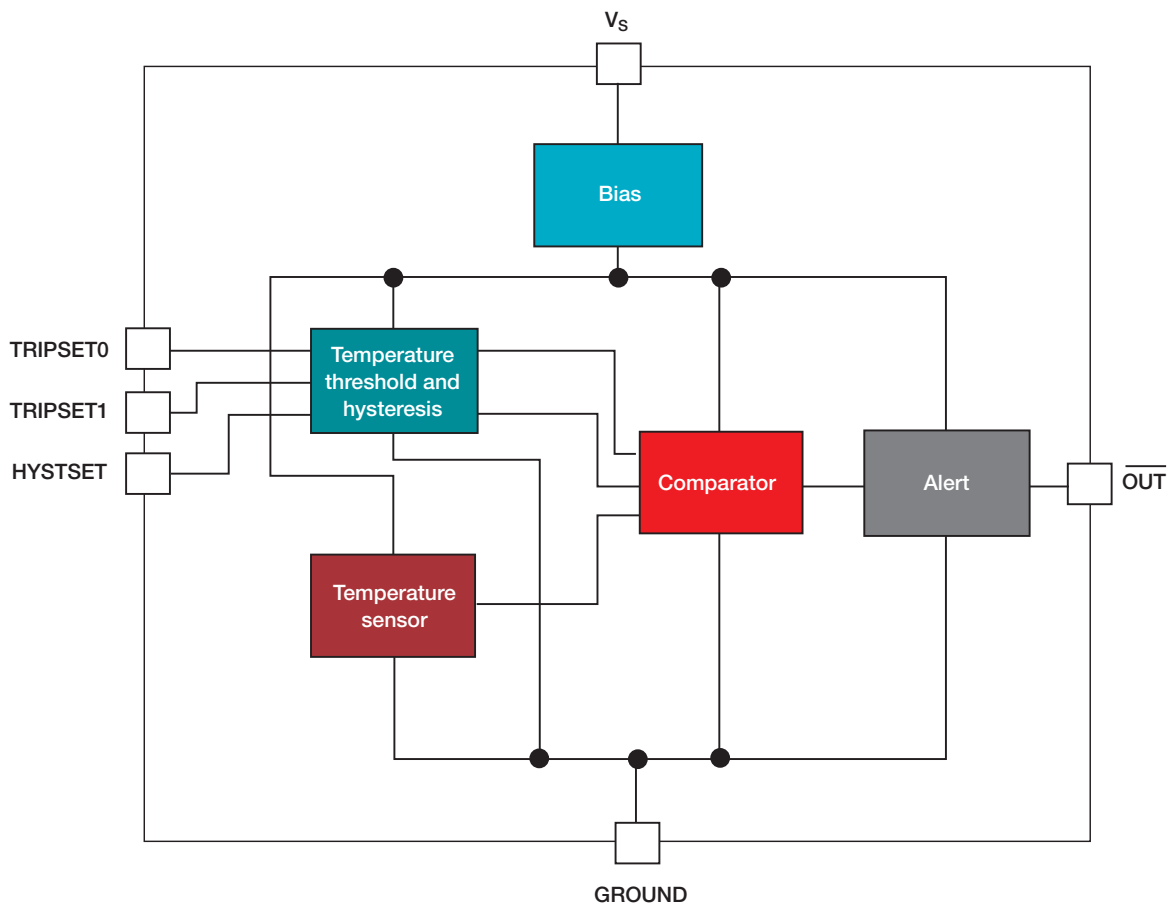 VS
Bias
TRIPSET0
TRIPSET1
HYSTSET
Temperature
threshold and
hysteresis
Comparator
Alert
OUT
Temperature
sensor
GROUND